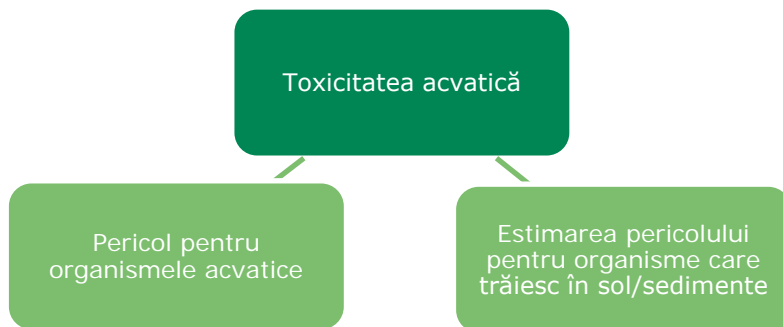 Toxicitatea acvatică
Pericol pentru
organismele acvatice
Estimarea pericolului
pentru organisme care
trăiesc în sol/sedimente